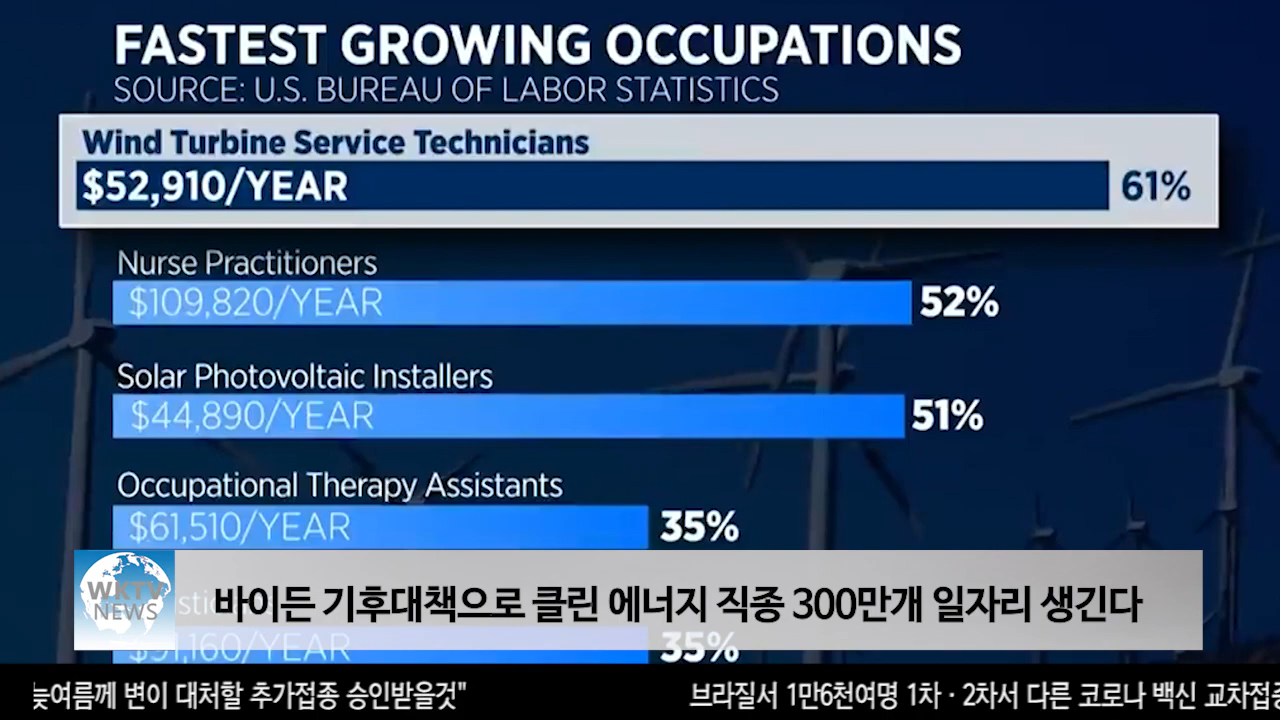 FASTEST GROWING OCCUPATIONS
SOURCE: U.S. BUREAU OF LABOR STATISTICS
Wind Turbine Service Technicians
$52,910/YEAR 61%
Nurse Practitioners
$109,820/YEAR 52%
Solar Photovoltaic Installers
$44,890/YEAR 51%
Occupational Therapy Assistants
$61,510/YEAR 35%
WKTV
NEWS
바이든 기후대책으로 클린 에너지 직종 300만개 일자리 생긴다
$91,160/YEAR 35%
늦여름께 변이 대처할 추가접종 승인받을것" 브라질서 1만6천여명 1차·2차서 다른 코로나 백신 교차접종